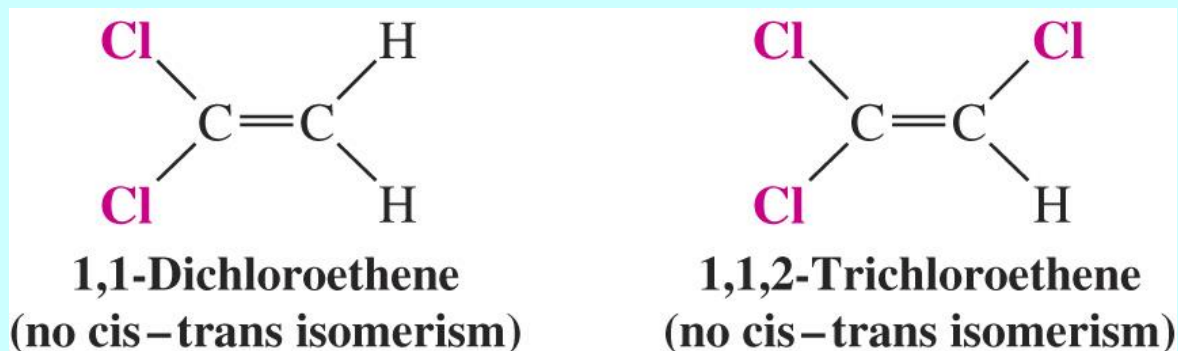 Cl H Cl Cl
C=C C=C
Cl H Cl H
1,1-Dichloroethene 1,1,2-Trichloroethene
(no cis–trans isomerism) (no cis–trans isomerism)